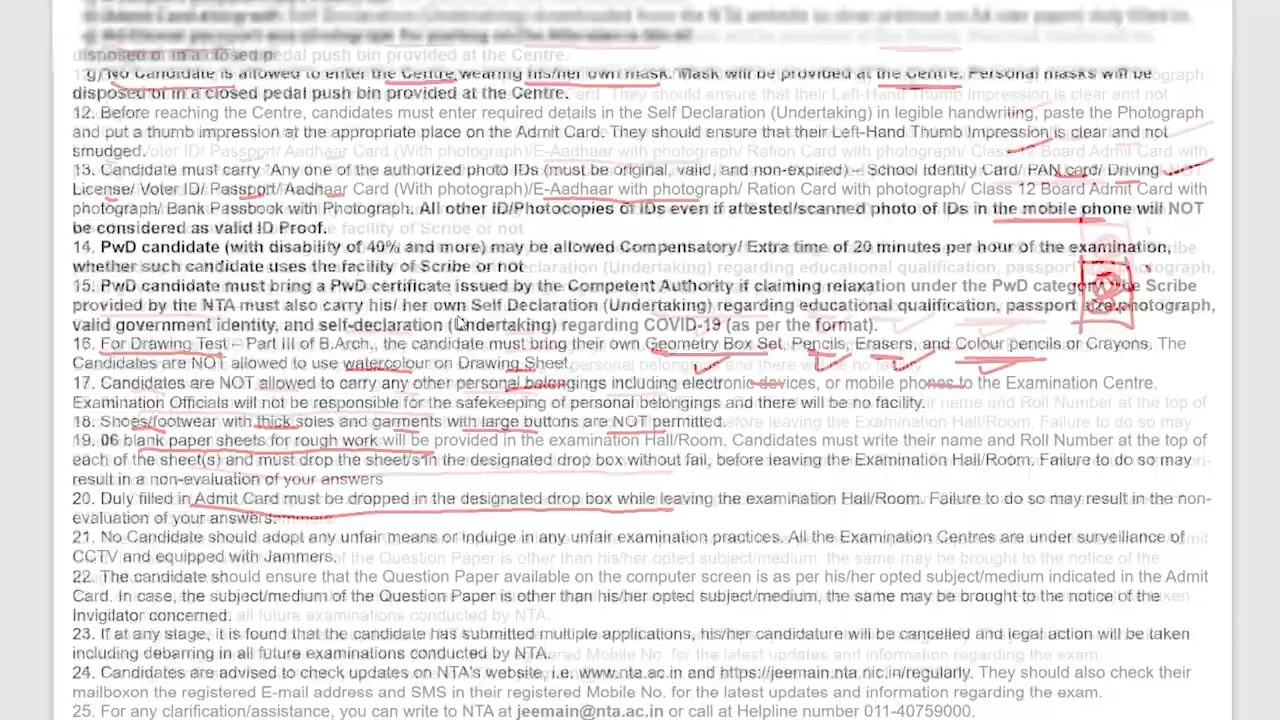 disposed of in a closed pedal push bin provided at the Centre.
g) No Candidate is allowed to enter the Centre wearing his/her own mask. Mask will be provided at the Centre. Personal masks will be
disposed of in a closed pedal push bin provided at the Centre.
12. Before reaching the Centre, candidates must enter required details in the Self Declaration (Undertaking) in legible handwriting, paste the Photograph
and put a thumb impression at the appropriate place on the Admit Card. They should ensure that their Left-Hand Thumb Impression is clear and not
smudged.
13. Candidate must carry "Any one of the authorized photo IDs (must be original, valid, and non-expired) – School Identity Card/ PAN card/ Driving
License/ Voter ID/ Passport/ Aadhaar Card (With photograph)/E-Aadhaar with photograph/ Ration Card with photograph/ Class 12 Board Admit Card with
photograph/ Bank Passbook with Photograph. All other ID/Photocopies of IDs even if attested/scanned photo of IDs in the mobile phone will NOT
be considered as valid ID Proof.
14. PwD candidate (with disability of 40% and more) may be allowed Compensatory/ Extra time of 20 minutes per hour of the examination,
whether such candidate uses the facility of Scribe or not
15. PwD candidate must bring a PwD certificate issued by the Competent Authority if claiming relaxation under the PwD category. The Scribe
provided by the NTA must also carry his/her own Self Declaration (Undertaking) regarding educational qualification, passport size photograph,
valid government identity, and self-declaration (Undertaking) regarding COVID-19 (as per the format).
16. For Drawing Test – Part III of B.Arch., the candidate must bring their own Geometry Box Set, Pencils, Erasers, and Colour pencils or Crayons. The
Candidates are NOT allowed to use watercolour on Drawing Sheet.
17. Candidates are NOT allowed to carry any other personal belongings including electronic devices, or mobile phones to the Examination Centre.
Examination Officials will not be responsible for the safekeeping of personal belongings and there will be no facility.
18. Shoes/footwear with thick soles and garments with large buttons are NOT permitted.
19. 06 blank paper sheets for rough work will be provided in the examination Hall/Room. Candidates must write their name and Roll Number at the top of
each of the sheet(s) and must drop the sheet/s in the designated drop box without fail, before leaving the Examination Hall/Room. Failure to do so may
result in a non-evaluation of your answers
20. Duly filled in Admit Card must be dropped in the designated drop box while leaving the examination Hall/Room. Failure to do so may result in the non-
evaluation of your answers.
21. No Candidate should adopt any unfair means or indulge in any unfair examination practices. All the Examination Centres are under surveillance of
CCTV and equipped with Jammers.
22. The candidate should ensure that the Question Paper available on the computer screen is as per his/her opted subject/medium indicated in the Admit
Card. In case, the subject/medium of the Question Paper is other than his/her opted subject/medium, the same may be brought to the notice of the
Invigilator concerned.
23. If at any stage, it is found that the candidate has submitted multiple applications, his/her candidature will be cancelled and legal action will be taken
including debarring in all future examinations conducted by NTA.
24. Candidates are advised to check updates on NTA's website, i.e. www.nta.ac.in and https://jeemain.nta.nic.in/regularly. They should also check their
mailboxon the registered E-mail address and SMS in their registered Mobile No. for the latest updates and information regarding the exam.
25. For any clarification/assistance, you can write to NTA at jeemain@nta.ac.in or call at Helpline number 011-40759000.